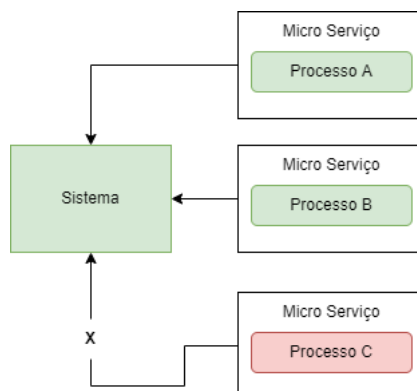 Micro Serviço
Processo A
Micro Serviço
Sistema
Processo B
Micro Serviço
X
Processo C